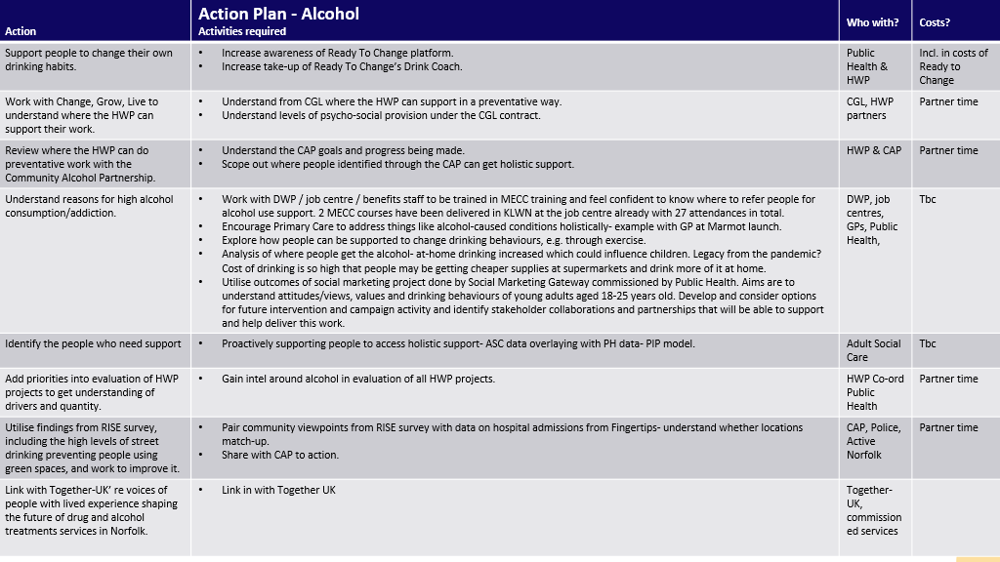 Action
Action Plan - Alcohol
Activities required
Who with?
Costs?
Support people to change their own
drinking habits.
• Increase awareness of Ready To Change platform.
• Increase take-up of Ready To Change’s Drink Coach.
Public
Health &
HWP
Incl. in costs of
Ready to
Change
Work with Change, Grow, Live to
understand where the HWP can
support their work.
• Understand from CGL where the HWP can support in a preventative way.
• Understand levels of psycho-social provision under the CGL contract.
CGL, HWP
partners
Partner time
Review where the HWP can do
preventative work with the
Community Alcohol Partnership.
• Understand the CAP goals and progress being made.
• Scope out where people identified through the CAP can get holistic support.
HWP & CAP
Partner time
Understand reasons for high alcohol
consumption/addiction.
• Work with DWP / job centre / benefits staff to be trained in MECC training and feel confident to know where to refer people for
alcohol use support. 2 MECC courses have been delivered in KLWN at the job centre already with 27 attendances in total.
• Encourage Primary Care to address things like alcohol-caused conditions holistically- example with GP at Marmot launch.
• Explore how people can be supported to change drinking behaviours, e.g. through exercise.
• Analysis of where people get the alcohol- at-home drinking increased which could influence children. Legacy from the pandemic?
Cost of drinking is so high that people may be getting cheaper supplies at supermarkets and drink more of it at home.
• Utilise outcomes of social marketing project done by Social Marketing Gateway commissioned by Public Health. Aims are to
understand attitudes/views, values and drinking behaviours of young adults aged 18-25 years old. Develop and consider options
for future intervention and campaign activity and identify stakeholder collaborations and partnerships that will be able to support
and help deliver this work.
DWP, job
centres,
GPs, Public
Health,
Tbc
Identify the people who need support
• Proactively supporting people to access holistic support- ASC data overlaying with PH data- PIP model.
Adult Social
Care
Tbc
Add priorities into evaluation of HWP
projects to get understanding of
drivers and quantity.
• Gain intel around alcohol in evaluation of all HWP projects.
HWP Co-ord
Public
Health
Partner time
Utilise findings from RISE survey,
including the high levels of street
drinking preventing people using
green spaces, and work to improve it.
• Pair community viewpoints from RISE survey with data on hospital admissions from Fingertips- understand whether locations
match-up.
• Share with CAP to action.
CAP, Police,
Active
Norfolk
Partner time
Link with Together-UK’ re voices of
people with lived experience shaping
the future of drug and alcohol
treatments services in Norfolk.
• Link in with Together UK
Together-
UK,
commission
ed services